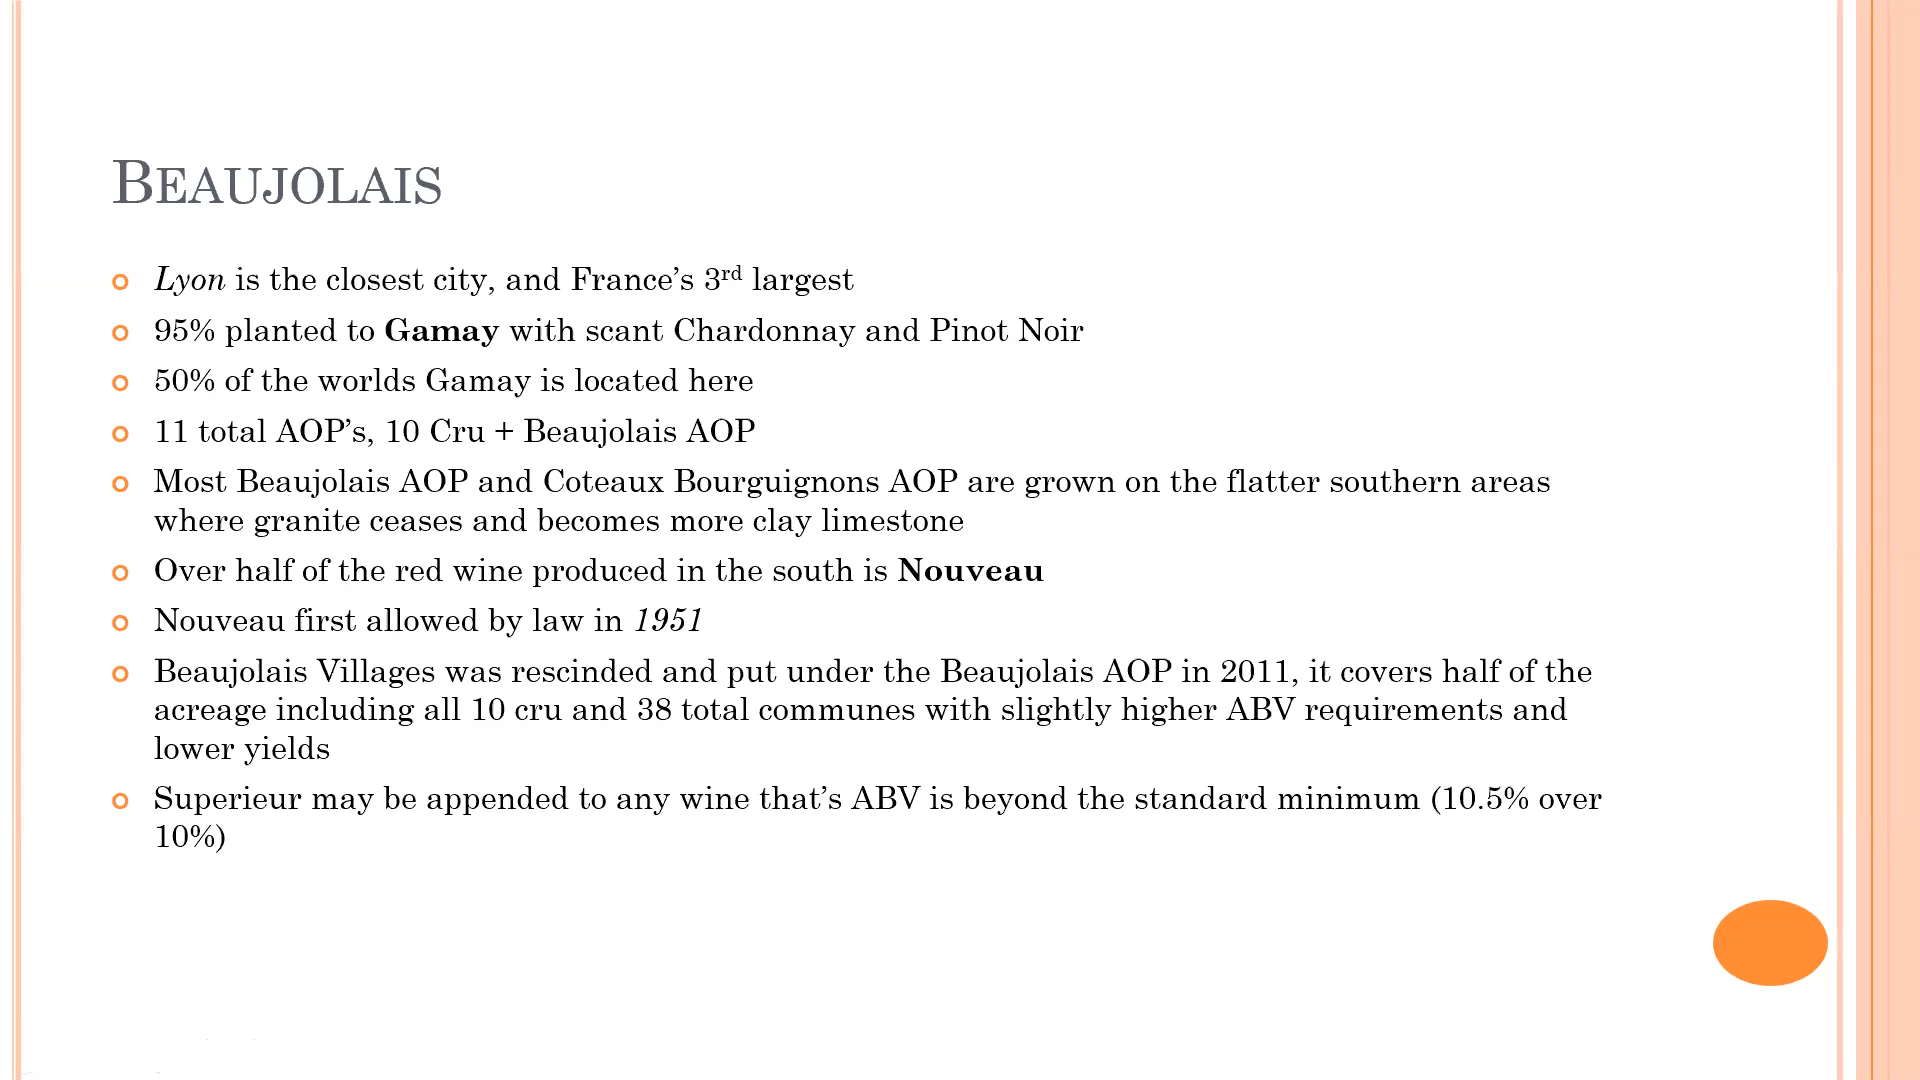 BEAUJOLAIS
Lyon is the closest city, and France’s 3rd largest
95% planted to Gamay with scant Chardonnay and Pinot Noir
50% of the worlds Gamay is located here
11 total AOP’s, 10 Cru + Beaujolais AOP
Most Beaujolais AOP and Coteaux Bourguignons AOP are grown on the flatter southern areas
where granite ceases and becomes more clay limestone
Over half of the red wine produced in the south is Nouveau
Nouveau first allowed by law in 1951
Beaujolais Villages was rescinded and put under the Beaujolais AOP in 2011, it covers half of the
acreage including all 10 cru and 38 total communes with slightly higher ABV requirements and
lower yields
Superieur may be appended to any wine that’s ABV is beyond the standard minimum (10.5% over
10%)